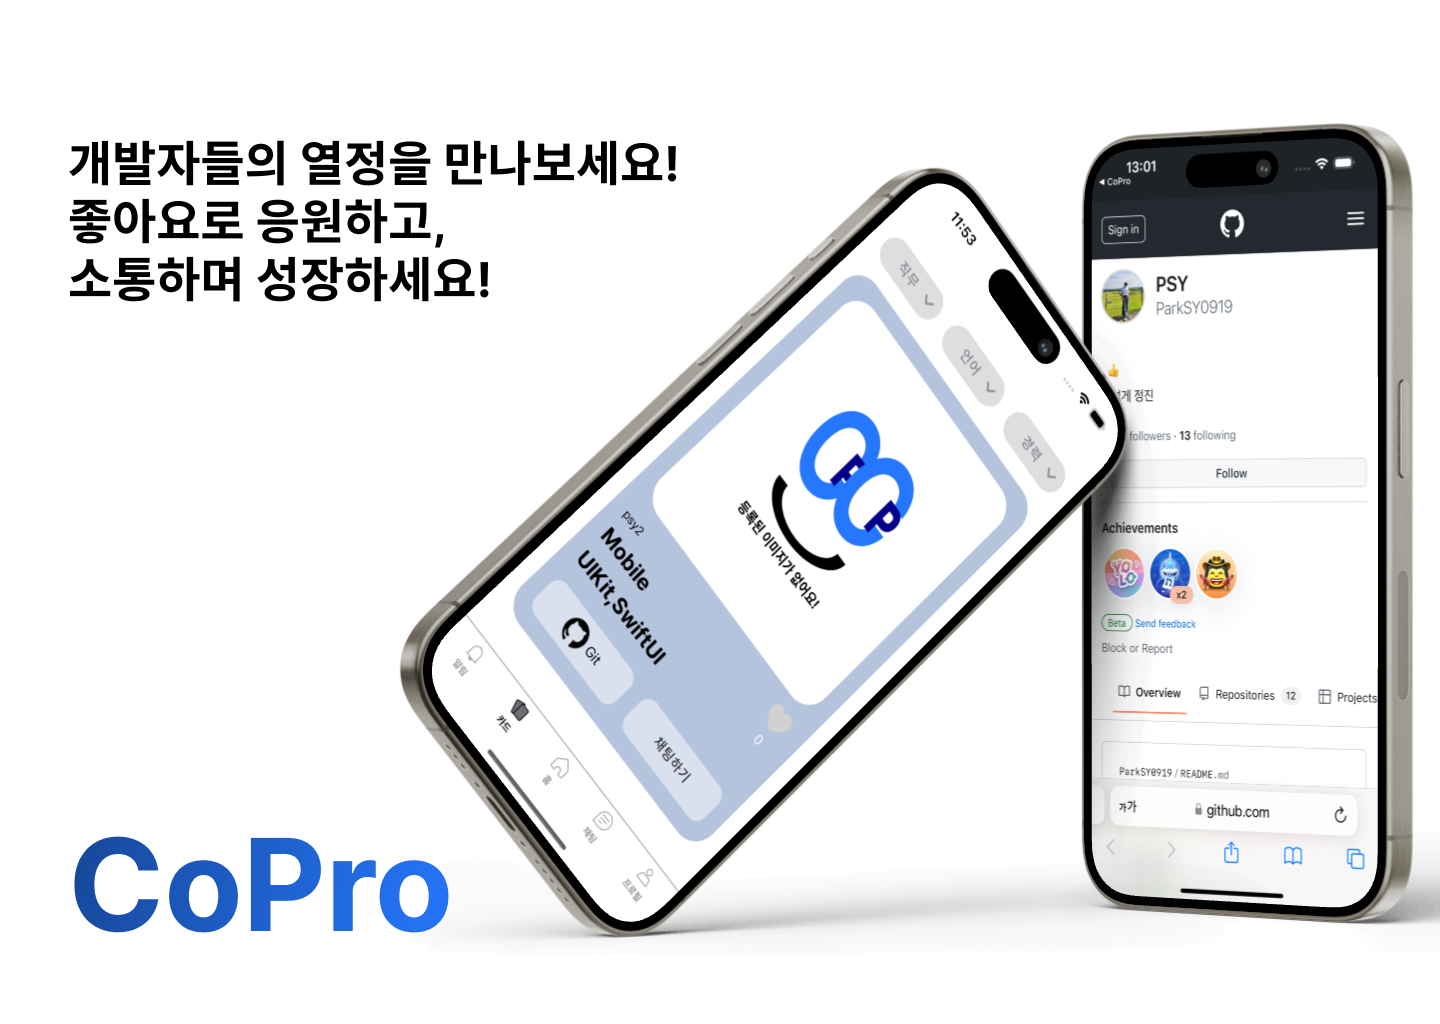 개발자들의 열정을 만나보세요!
좋아요로 응원하고,
소통하며 성장하세요!
CoPro
11:53
직무
언어
경력
등록된 이미지가 없어요!
psy2
Mobile
UIKit,SwiftUI
Git
채팅하기
0
알림
카드
홈
채팅
프로필
13:01
◀ CoPro
Sign in
PSY
ParkSY0919
👍
게 정진
followers · 13 following
Follow
Achievements
YOLO
x2
Beta Send feedback
Block or Report
Overview Repositories 12 Projects
ParkSY0919 / README.md
가가 github.com